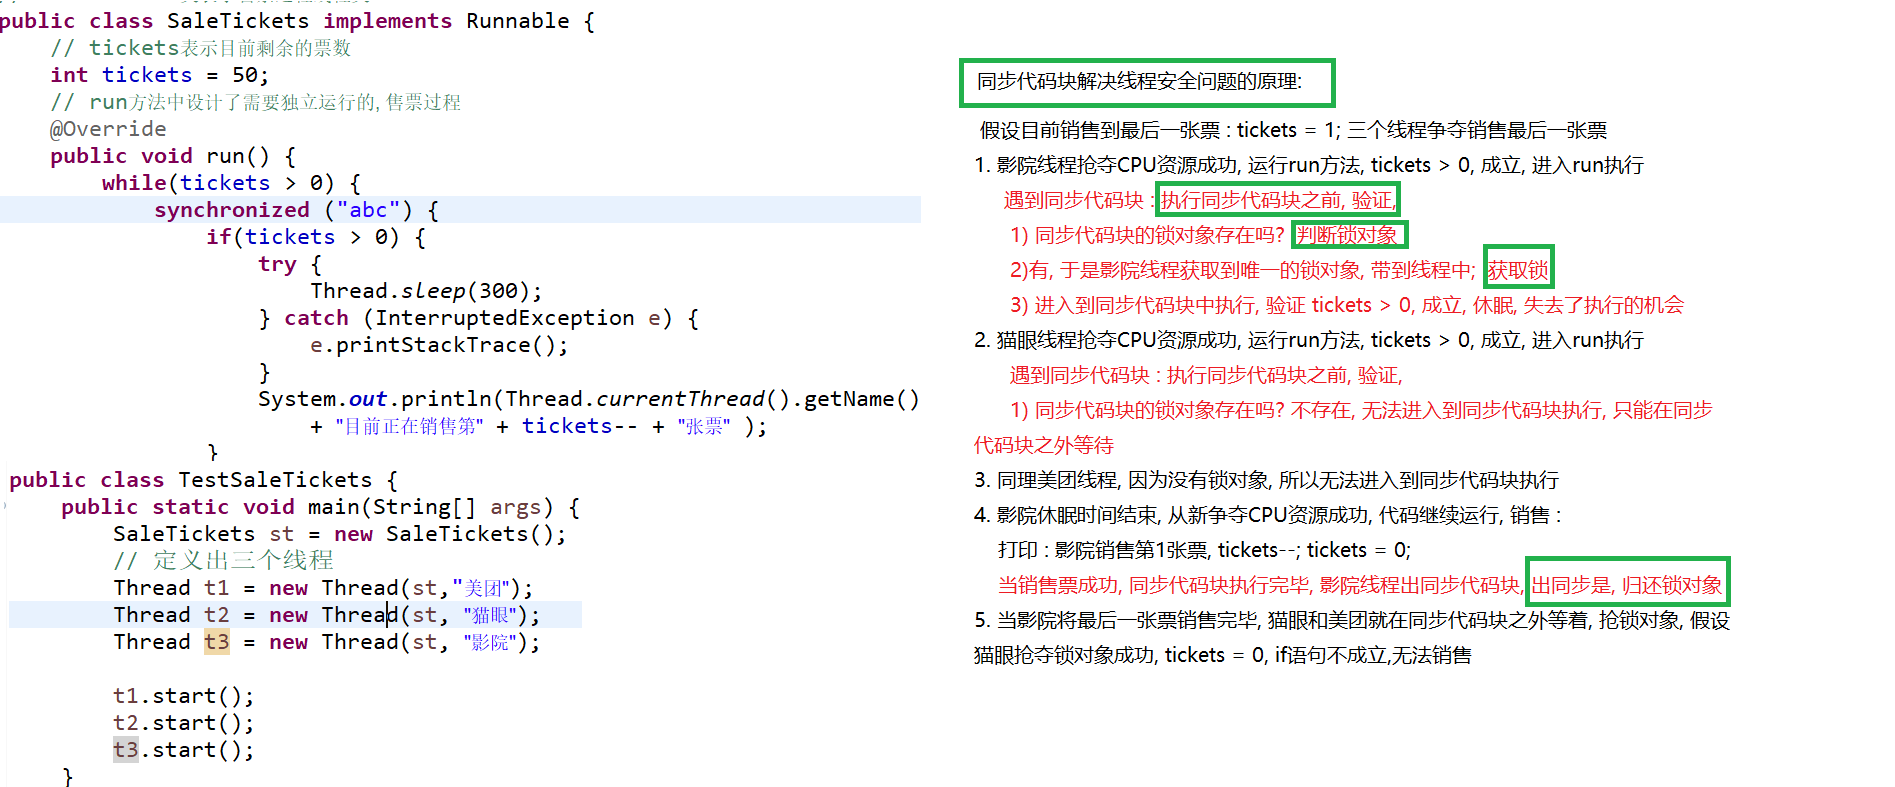 public class SaleTickets implements Runnable {
// tickets表示目前剩余的票数
int tickets = 50;
// run方法中设计了需要独立运行的,售票过程
@Override
public void run() {
while(tickets > 0) {
synchronized ("abc") {
if(tickets > 0) {
try {
Thread.sleep(300);
} catch (InterruptedException e) {
e.printStackTrace();
}
System.out.println(Thread.currentThread().getName()
+ "目前正在销售第" + tickets-- + "张票" );
}
public class TestSaleTickets {
public static void main(String[] args) {
SaleTickets st = new SaleTickets();
// 定义出三个线程
Thread t1 = new Thread(st,"美团");
Thread t2 = new Thread(st, "猫眼");
Thread t3 = new Thread(st, "影院");
t1.start();
t2.start();
t3.start();
}
同步代码块解决线程安全问题的原理:
假设目前销售到最后一张票 : tickets = 1; 三个线程争夺销售最后一张票
1. 影院线程抢夺CPU资源成功, 运行run方法, tickets > 0, 成立, 进入run执行
遇到同步代码块 : 执行同步代码块之前, 验证,
1) 同步代码块的锁对象存在吗? 判断锁对象
2)有, 于是影院线程获取到唯一的锁对象, 带到线程中; 获取锁
3) 进入到同步代码块中执行, 验证 tickets > 0, 成立, 休眠, 失去了执行的机会
2. 猫眼线程抢夺CPU资源成功, 运行run方法, tickets > 0, 成立, 进入run执行
遇到同步代码块 : 执行同步代码块之前, 验证,
1) 同步代码块的锁对象存在吗? 不存在, 无法进入到同步代码块执行, 只能在同步
代码块之外等待
3. 同理美团线程, 因为没有锁对象, 所以无法进入到同步代码块执行
4. 影院休眠时间结束, 从新争夺CPU资源成功, 代码继续运行, 销售 :
打印 : 影院销售第1张票, tickets--; tickets = 0;
当销售票成功, 同步代码块执行完毕, 影院线程出同步代码块, 出同步是, 归还锁对象
5. 当影院将最后一张票销售完毕, 猫眼和美团就在同步代码块之外等着, 抢锁对象, 假设
猫眼抢夺锁对象成功, tickets = 0, if语句不成立,无法销售